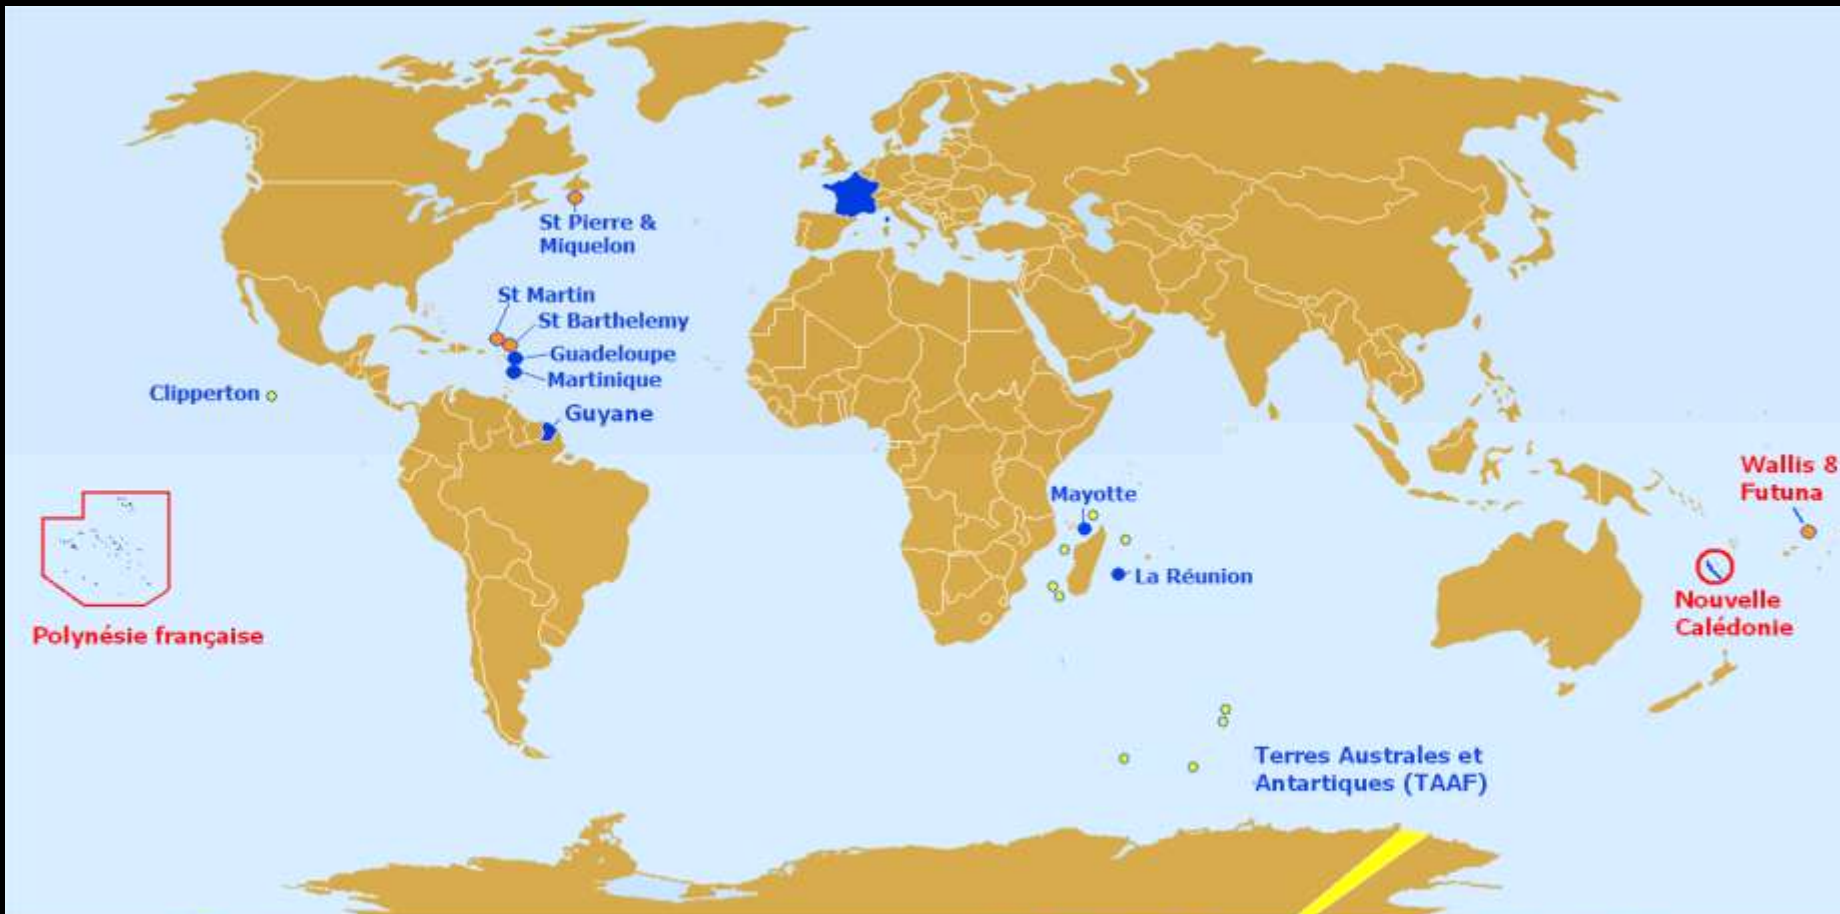 St Pierre &
Miquelon
St Martin
St Barthelemy
Guadeloupe
Martinique
Clipperton
Guyane
Wallis &
Futuna
Mayotte
La Réunion
Nouvelle
Calédonie
Polynésie française
Terres Australes et
Antartiques (TAAF)